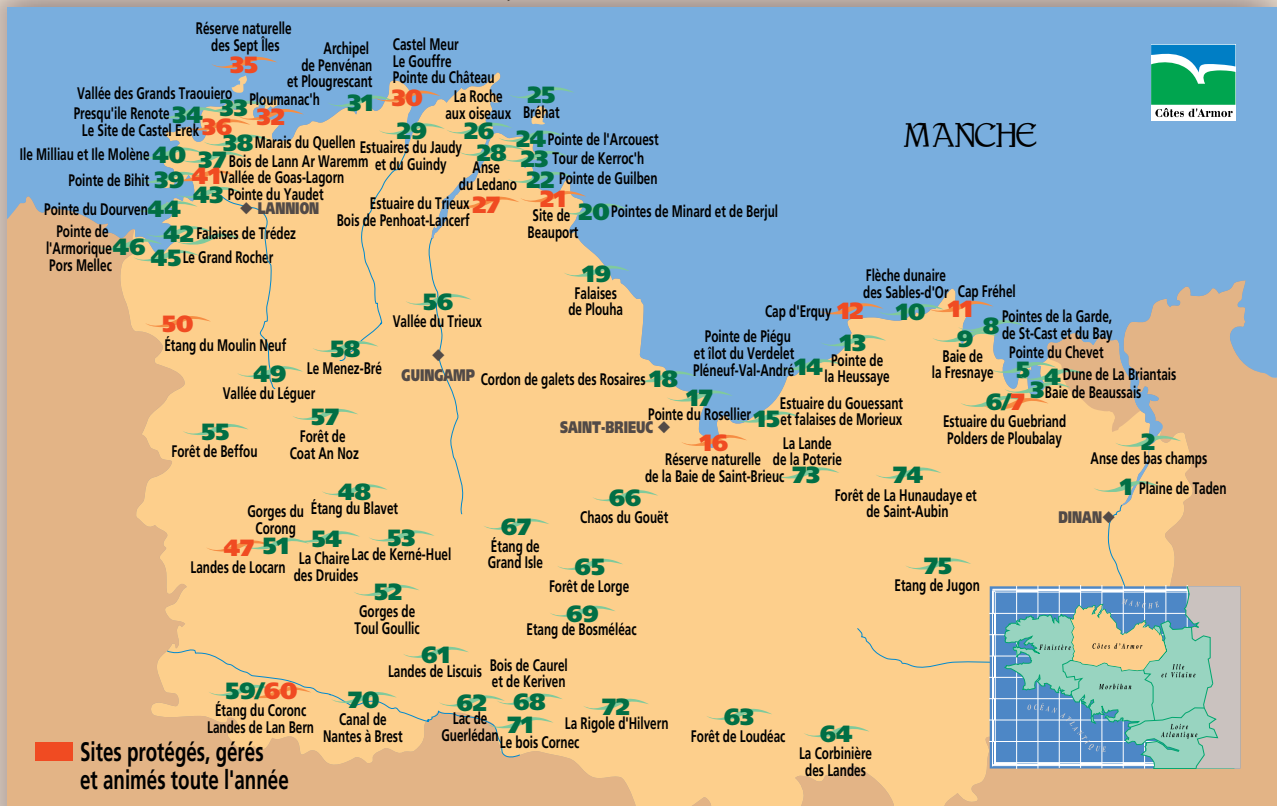 Réserve naturelle
des Sept Îles
35
Archipel
de Penvénan
et Plougrescant
31
Castel Meur
Le Gouffre
Pointe du Château
30
La Roche
aux oiseaux
26
25
Bréhat
MANCHE
Côtes d'Armor
Vallée des Grands Traouiero
33
Ploumanac'h
32
Presqu'ile Renote
34
Le Site de Castel Erek
36
38
Marais du Quellen
29
Estuaires du Jaudy
et du Guindy
28
Anse
du Ledano
24
Pointe de l'Arcouest
23
Tour de Kerroc'h
22
Pointe de Guilben
Ile Milliau et Ile Molène
40
37
Bois de Lann Ar Waremm
Pointe de Bihit
39
41
Vallée de Goas-Lagorn
43
Pointe du Yaudet
LANNION
Estuaire du Trieux
Bois de Penhoat-Lancerf
27
21
Site de
Beauport
20
Pointes de Minard et de Berjul
Pointe du Dourven
44
42
Falaises de Trédez
Pointe de
l'Armorique
Pors Mellec
46
45
Le Grand Rocher
19
Falaises
de Plouha
Flèche dunaire
des Sables-d'Or
10
Cap Fréhel
11
Cap d'Erquy
12
8
Pointes de la Garde,
de St-Cast et du Bay
9
Baie de
la Fresnaye
Pointe du Chevet
5
4
Dune de La Briantais
3
Baie de Beaussais
6/7
Estuaire du Guebriand
Polders de Ploubalay
13
Pointe de
la Heussaye
Pointe de Piégu
et îlot du Verdelet
Pléneuf-Val-André
14
50
Étang du Moulin Neuf
56
Vallée du Trieux
58
Le Menez-Bré
GUINGAMP
49
Vallée du Léguer
Cordon de galets des Rosaires
18
17
Pointe du Rosellier
15
Estuaire du Gouessant
et falaises de Morieux
SAINT-BRIEUC
16
Réserve naturelle
de la Baie de Saint-Brieuc
La Lande
de la Poterie
73
74
Forêt de La Hunaudaye et
de Saint-Aubin
2
Anse des bas champs
1
Plaine de Taden
DINAN
57
Forêt de
Coat An Noz
55
Forêt de Beffou
48
Étang du Blavet
66
Chaos du Gouët
Gorges du
Corong
51
47
Landes de Locarn
54
La Chaire
des Druides
53
Lac de Kerné-Huel
67
Étang de
Grand Isle
65
Forêt de Lorge
75
Etang de Jugon
52
Gorges de
Toul Goullic
69
Etang de Bosméléac
61
Landes de Liscuis
Bois de Caurel
et de Keriven
68
59/60
Étang du Coronc
Landes de Lan Bern
70
Canal de
Nantes à Brest
62
Lac de
Guerlédan
71
Le bois Cornec
72
La Rigole d'Hilvern
63
Forêt de Loudéac
64
La Corbinière
des Landes
Sites protégés, gérés
et animés toute l'année
MANCHE
Finistère
Côtes d'Armor
Ille
et Vilaine
Morbihan
Loire
Atlantique
OCÉAN ATLANTIQUE